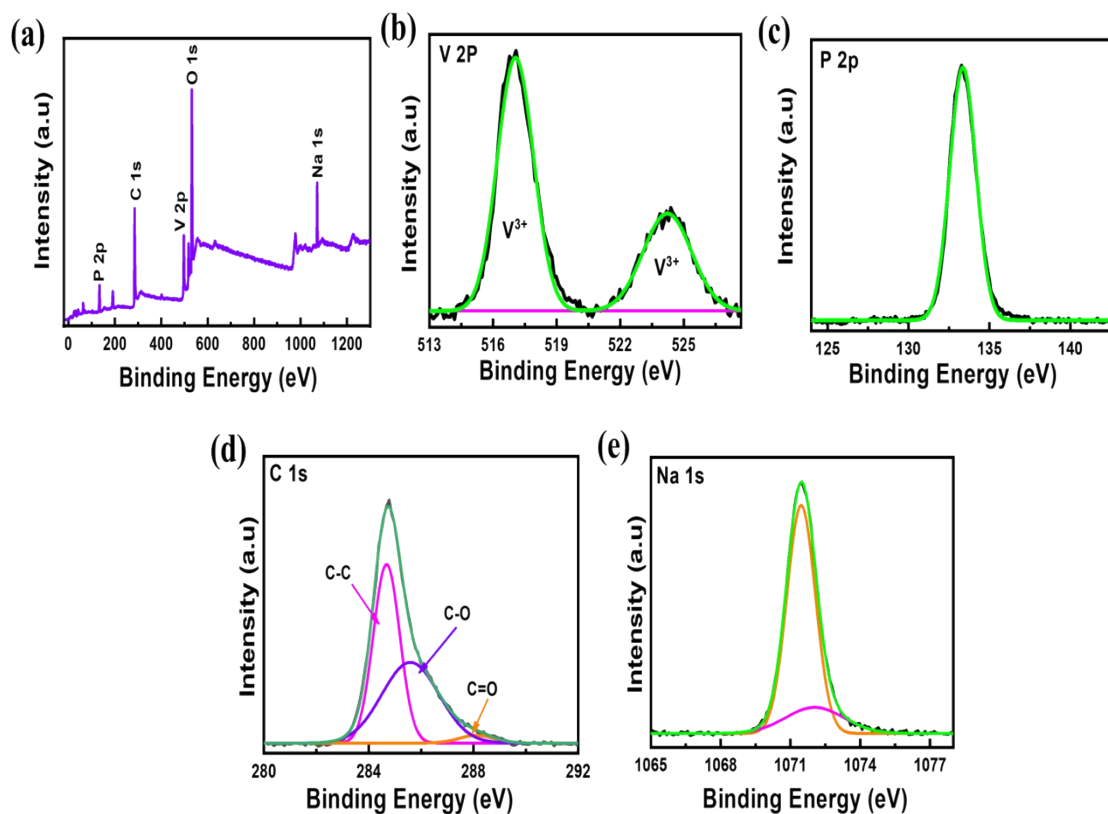 (a)
P 2p
C 1s
V 2p
O 1s
Na 1s
Intensity (a.u)
0 200 400 600 800 1000 1200
Binding Energy (eV)
(b)
V 2P
V3+
V3+
Intensity (a.u)
513 516 519 522 525
Binding Energy (eV)
(c)
P 2p
Intensity (a.u)
125 130 135 140
Binding Energy (eV)
(d)
C 1s
C-C
C-O
C=O
Intensity (a.u)
280 284 288 292
Binding Energy (eV)
(e)
Na 1s
Intensity (a.u)
1065 1068 1071 1074 1077
Binding Energy (eV)